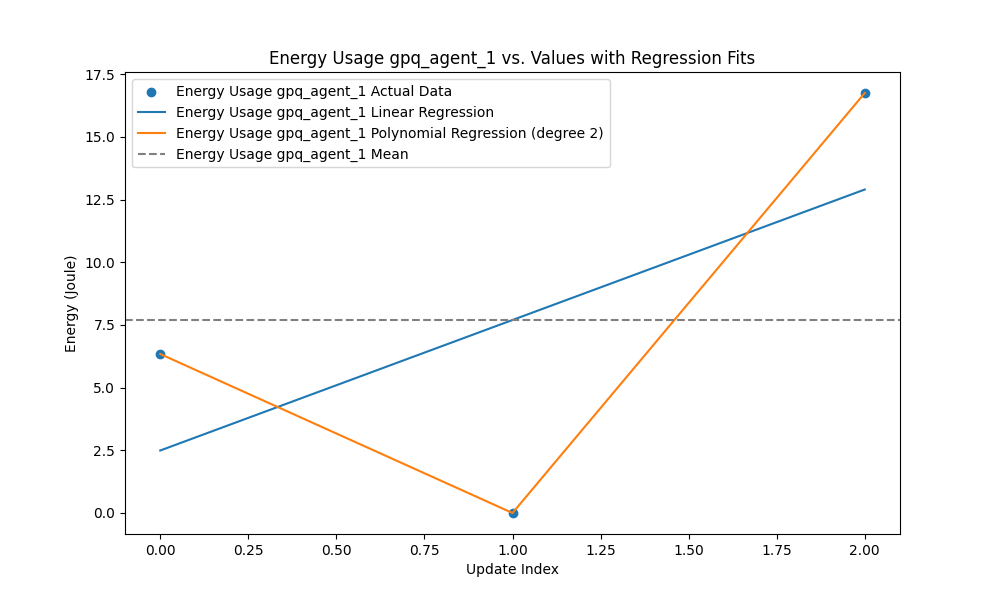 Energy Usage gpq_agent_1 vs. Values with Regression Fits
Energy Usage gpq_agent_1 Actual Data
Energy Usage gpq_agent_1 Linear Regression
Energy Usage gpq_agent_1 Polynomial Regression (degree 2)
Energy Usage gpq_agent_1 Mean
Energy (Joule)
17.5
15.0
12.5
10.0
7.5
5.0
2.5
0.0
0.00 0.25 0.50 0.75 1.00 1.25 1.50 1.75 2.00
Update Index